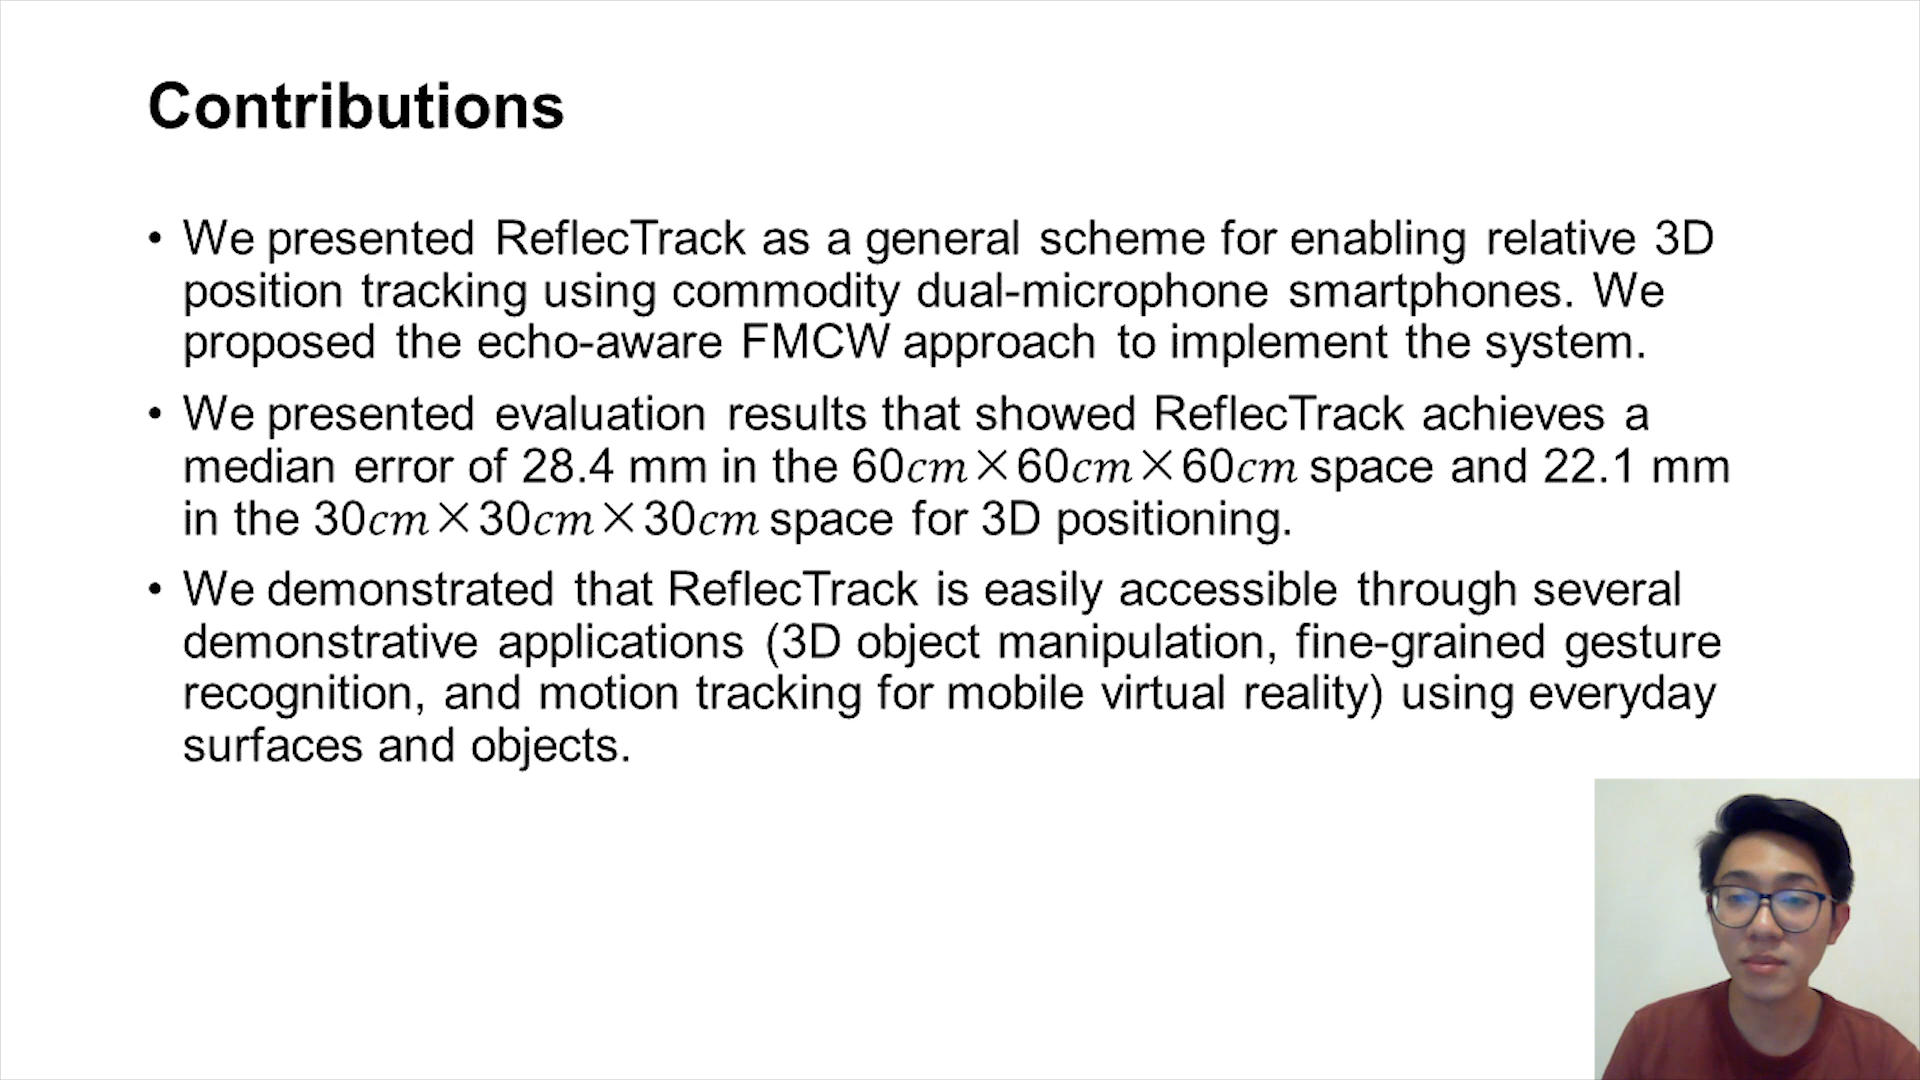 Contributions
• We presented ReflecTrack as a general scheme for enabling relative 3D
position tracking using commodity dual-microphone smartphones. We
proposed the echo-aware FMCW approach to implement the system.
• We presented evaluation results that showed ReflecTrack achieves a
median error of 28.4 mm in the 60cm×60cm×60cm space and 22.1 mm
in the 30cm×30cm×30cm space for 3D positioning.
• We demonstrated that ReflecTrack is easily accessible through several
demonstrative applications (3D object manipulation, fine-grained gesture
recognition, and motion tracking for mobile virtual reality) using everyday
surfaces and objects.